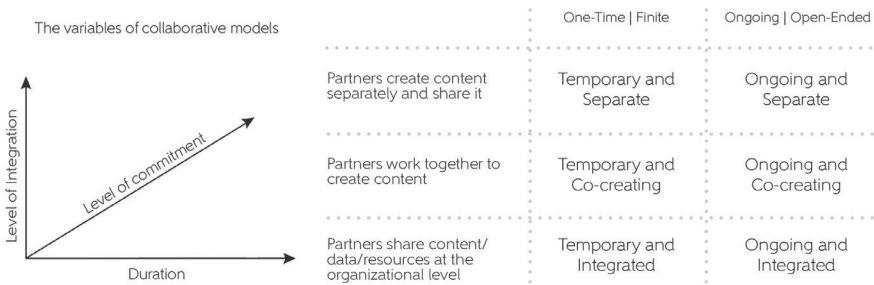 The variables of collaborative models
Level of Integration
Level of commitment
Duration
One-Time | Finite
Ongoing | Open-Ended
Partners create content
separately and share it
Temporary and
Separate
Ongoing and
Separate
Partners work together to
create content
Temporary and
Co-creating
Ongoing and
Co-creating
Partners share content/
data/resources at the
organizational level
Temporary and
Integrated
Ongoing and
Integrated